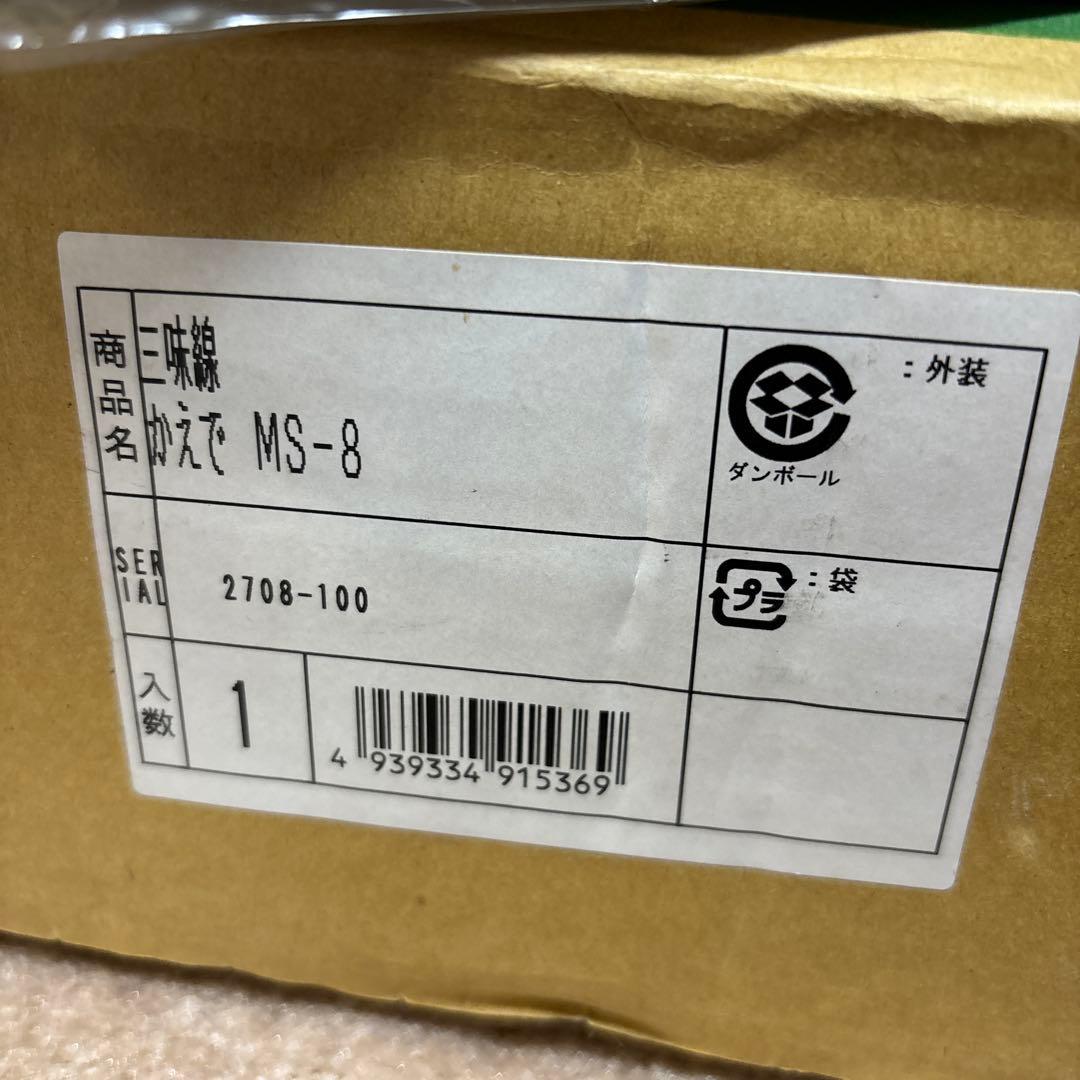 商品名
三味線
かえで MS-8
SERIAL
2708-100
入数
1
4 939334 915369
ダンボール
：外装
プラ
：袋